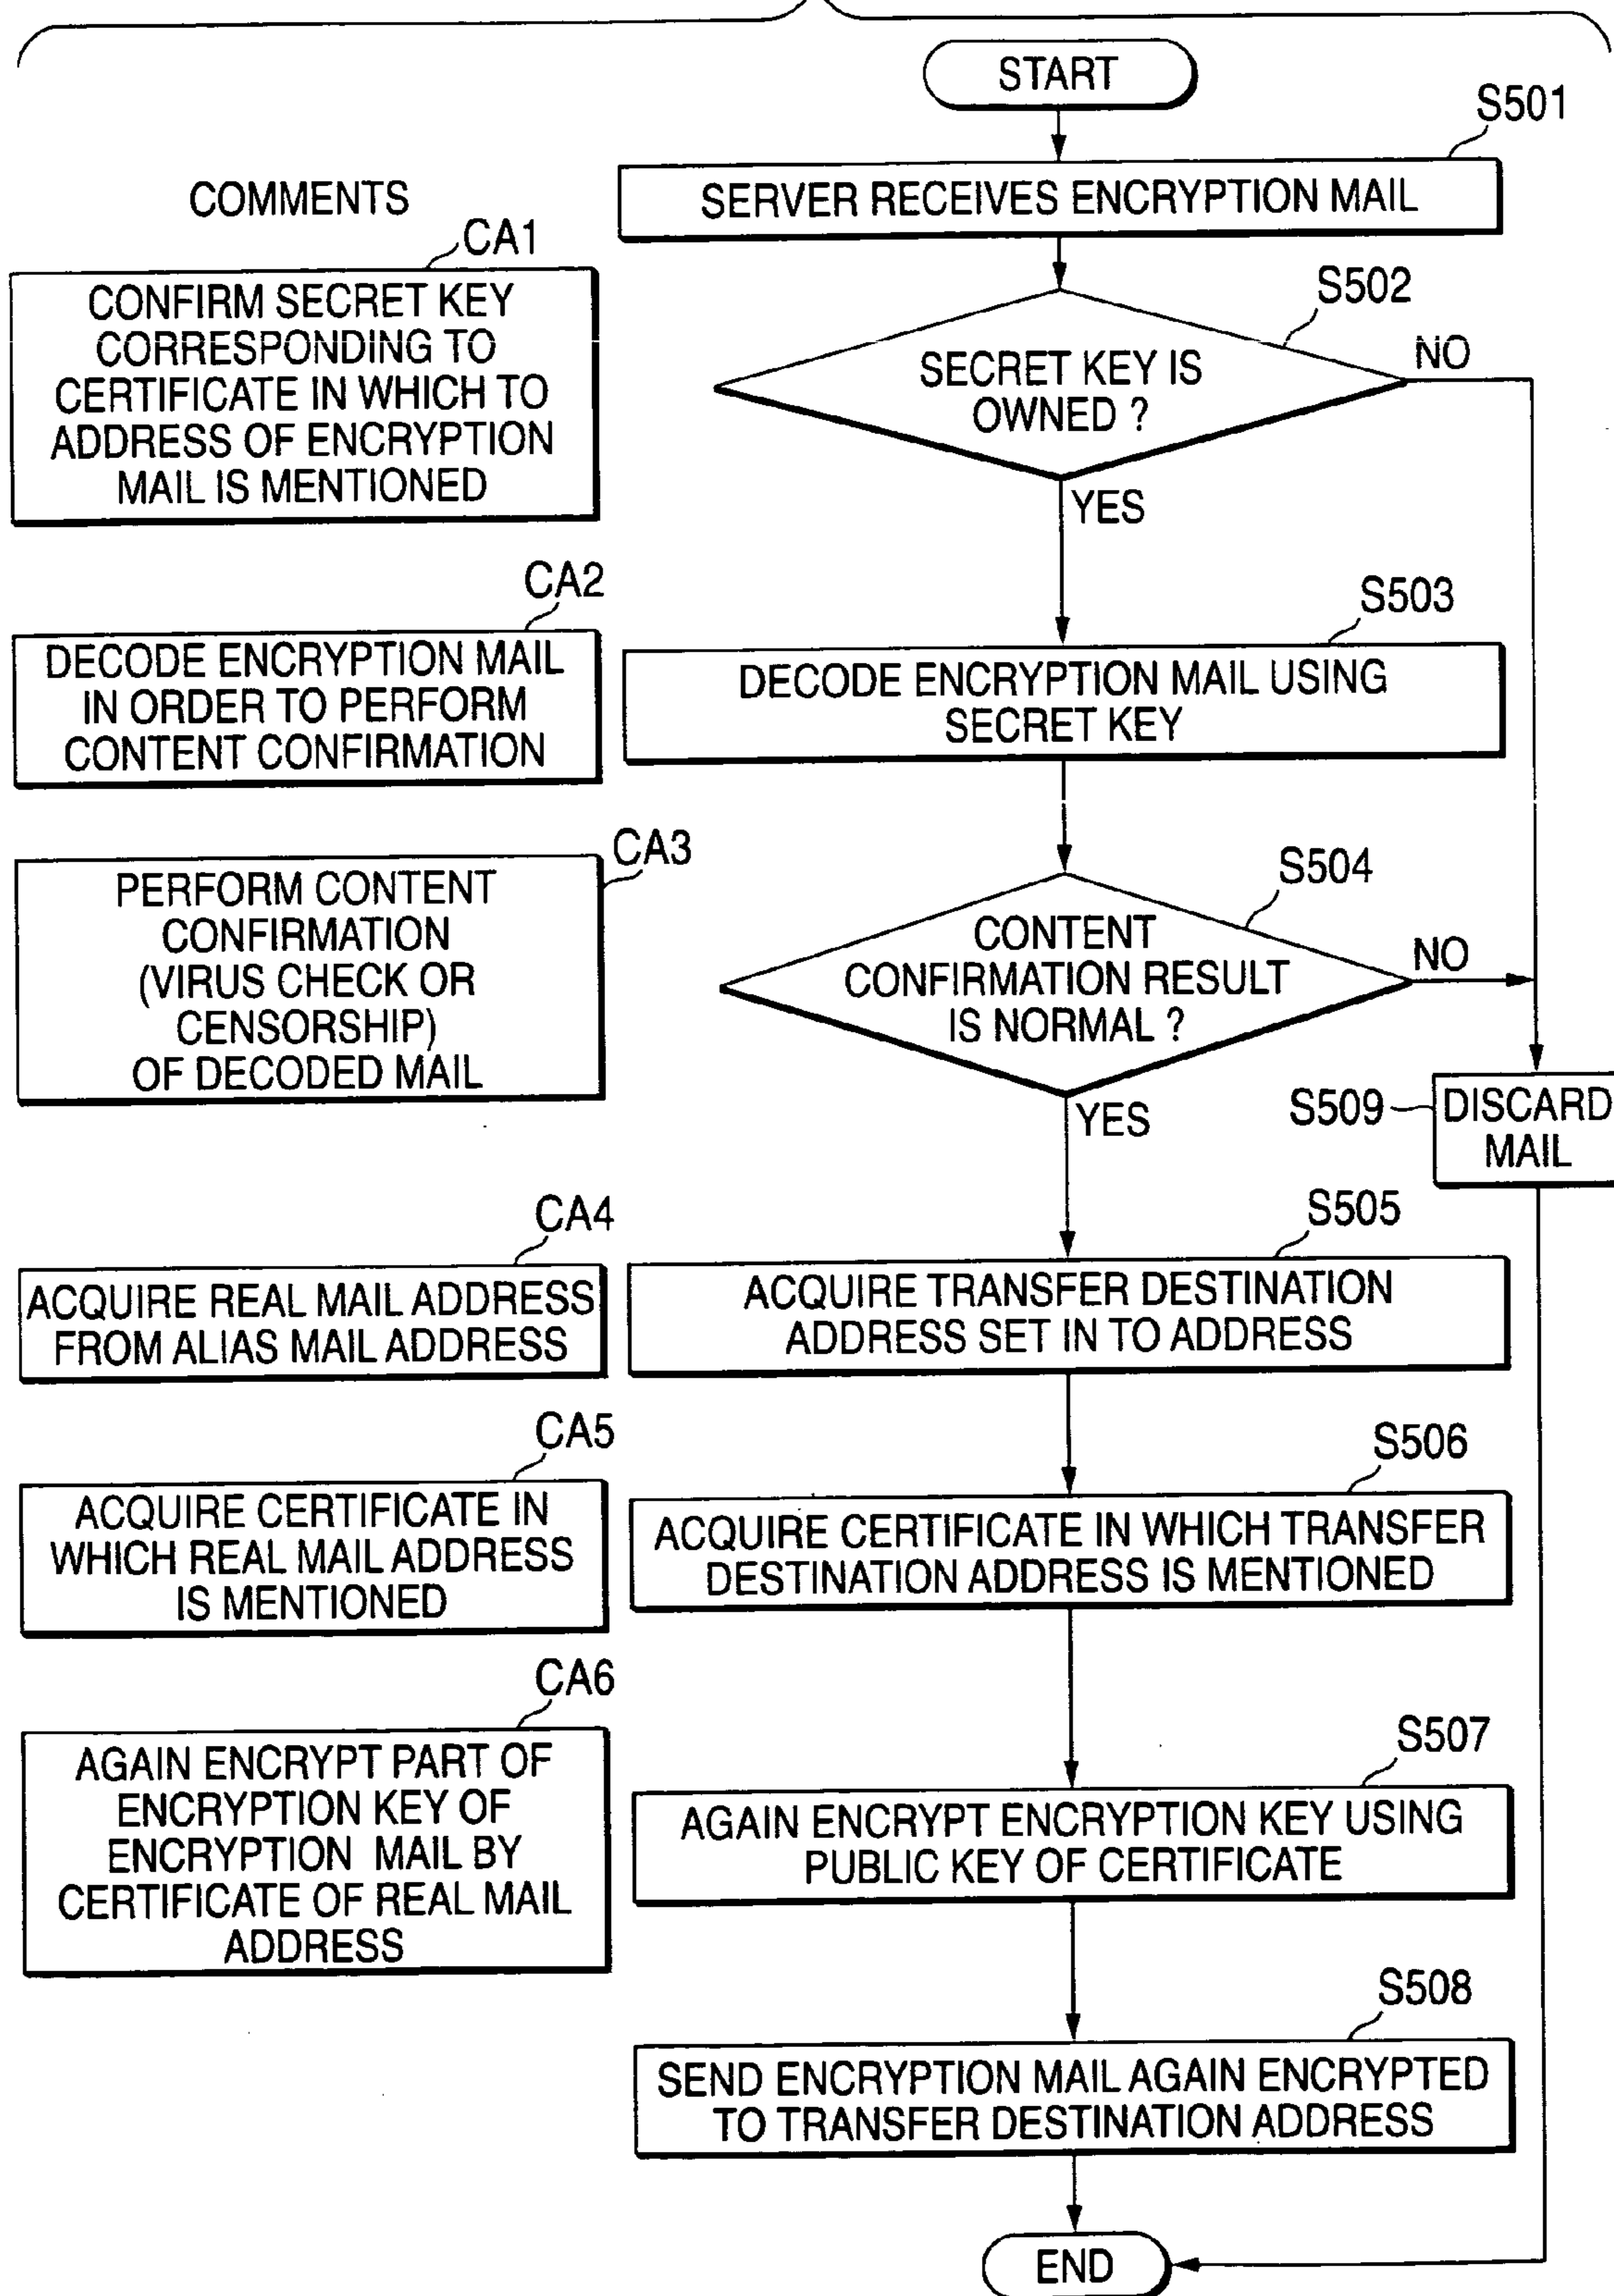 START
S501
SERVER RECEIVES ENCRYPTION MAIL
COMMENTS
CA1
CONFIRM SECRET KEY
CORRESPONDING TO
CERTIFICATE IN WHICH TO
ADDRESS OF ENCRYPTION
MAIL IS MENTIONED
S502
SECRET KEY IS
OWNED ?
NO
YES
CA2
DECODE ENCRYPTION MAIL
IN ORDER TO PERFORM
CONTENT CONFIRMATION
S503
DECODE ENCRYPTION MAIL USING
SECRET KEY
CA3
PERFORM CONTENT
CONFIRMATION
(VIRUS CHECK OR
CENSORSHIP)
OF DECODED MAIL
S504
CONTENT
CONFIRMATION RESULT
IS NORMAL ?
NO
YES
S509
DISCARD
MAIL
CA4
ACQUIRE REAL MAIL ADDRESS
FROM ALIAS MAIL ADDRESS
S505
ACQUIRE TRANSFER DESTINATION
ADDRESS SET IN TO ADDRESS
CA5
ACQUIRE CERTIFICATE IN
WHICH REAL MAIL ADDRESS
IS MENTIONED
S506
ACQUIRE CERTIFICATE IN WHICH TRANSFER
DESTINATION ADDRESS IS MENTIONED
CA6
AGAIN ENCRYPT PART OF
ENCRYPTION KEY OF
ENCRYPTION MAIL BY
CERTIFICATE OF REAL MAIL
ADDRESS
S507
AGAIN ENCRYPT ENCRYPTION KEY USING
PUBLIC KEY OF CERTIFICATE
S508
SEND ENCRYPTION MAIL AGAIN ENCRYPTED
TO TRANSFER DESTINATION ADDRESS
END